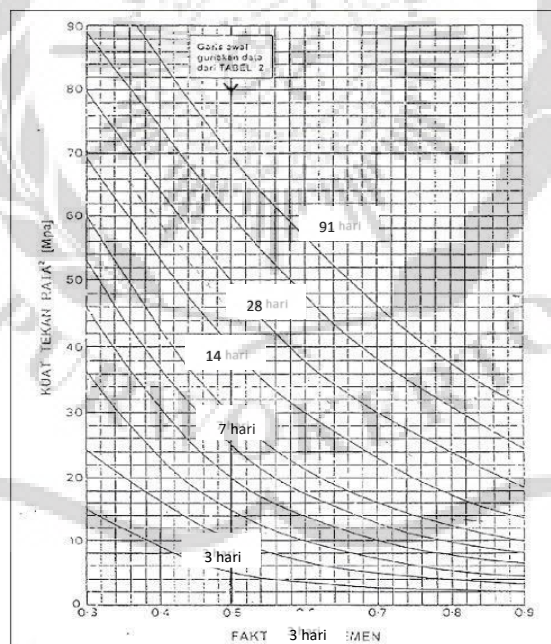 90
Garis awal
gunakan data
dari TABEL 2
80
70
60
91 hari
50
28 hari
40
14 hari
30
7 hari
20
10
3 hari
0
0.3 0.4 0.5 0.7 0.8 0.9
KUAT TEKAN RATA² [Mpa]
FAKT 3 hari EMEN